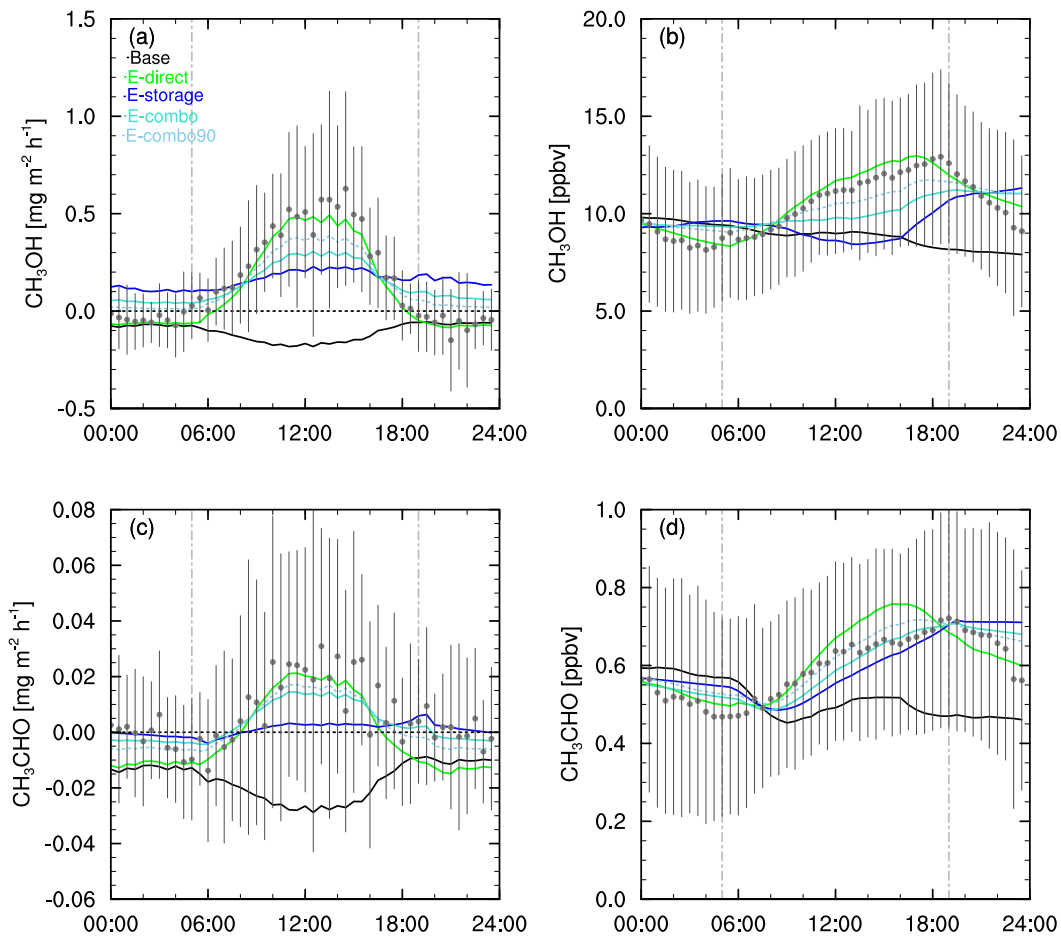 (a)
Base
E-direct
E-storage
E-combo
E-combo90
CH₃OH [mg m⁻² h⁻¹]
1.5
1.0
0.5
0.0
-0.5
00:00 06:00 12:00 18:00 24:00
(b)
CH₃OH [ppbv]
20.0
15.0
10.0
5.0
0.0
00:00 06:00 12:00 18:00 24:00
(c)
CH₃CHO [mg m⁻² h⁻¹]
0.08
0.06
0.04
0.02
0.00
-0.02
-0.04
-0.06
00:00 06:00 12:00 18:00 24:00
(d)
CH₃CHO [ppbv]
1.0
0.8
0.6
0.4
0.2
0.0
00:00 06:00 12:00 18:00 24:00